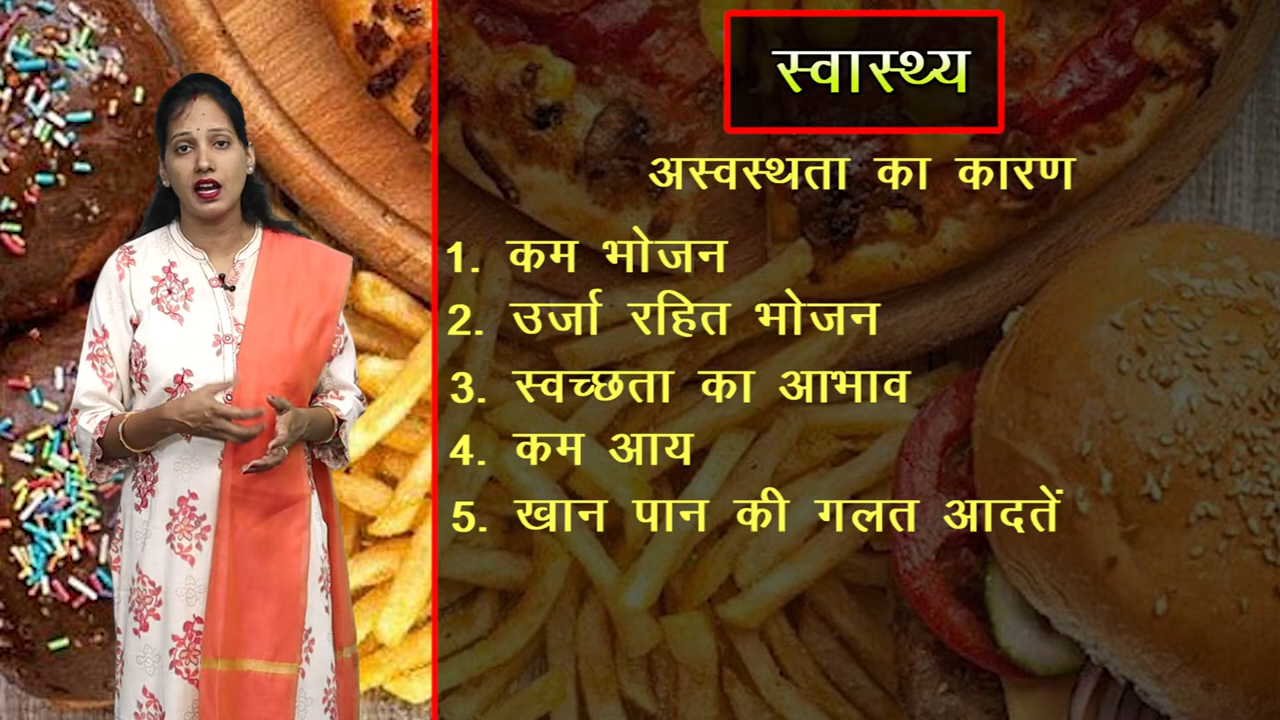 स्वास्थ्य
अस्वस्थता का कारण
1. कम भोजन
2. उर्जा रहित भोजन
3. स्वच्छता का आभाव
4. कम आय
5. खान पान की गलत आदतें